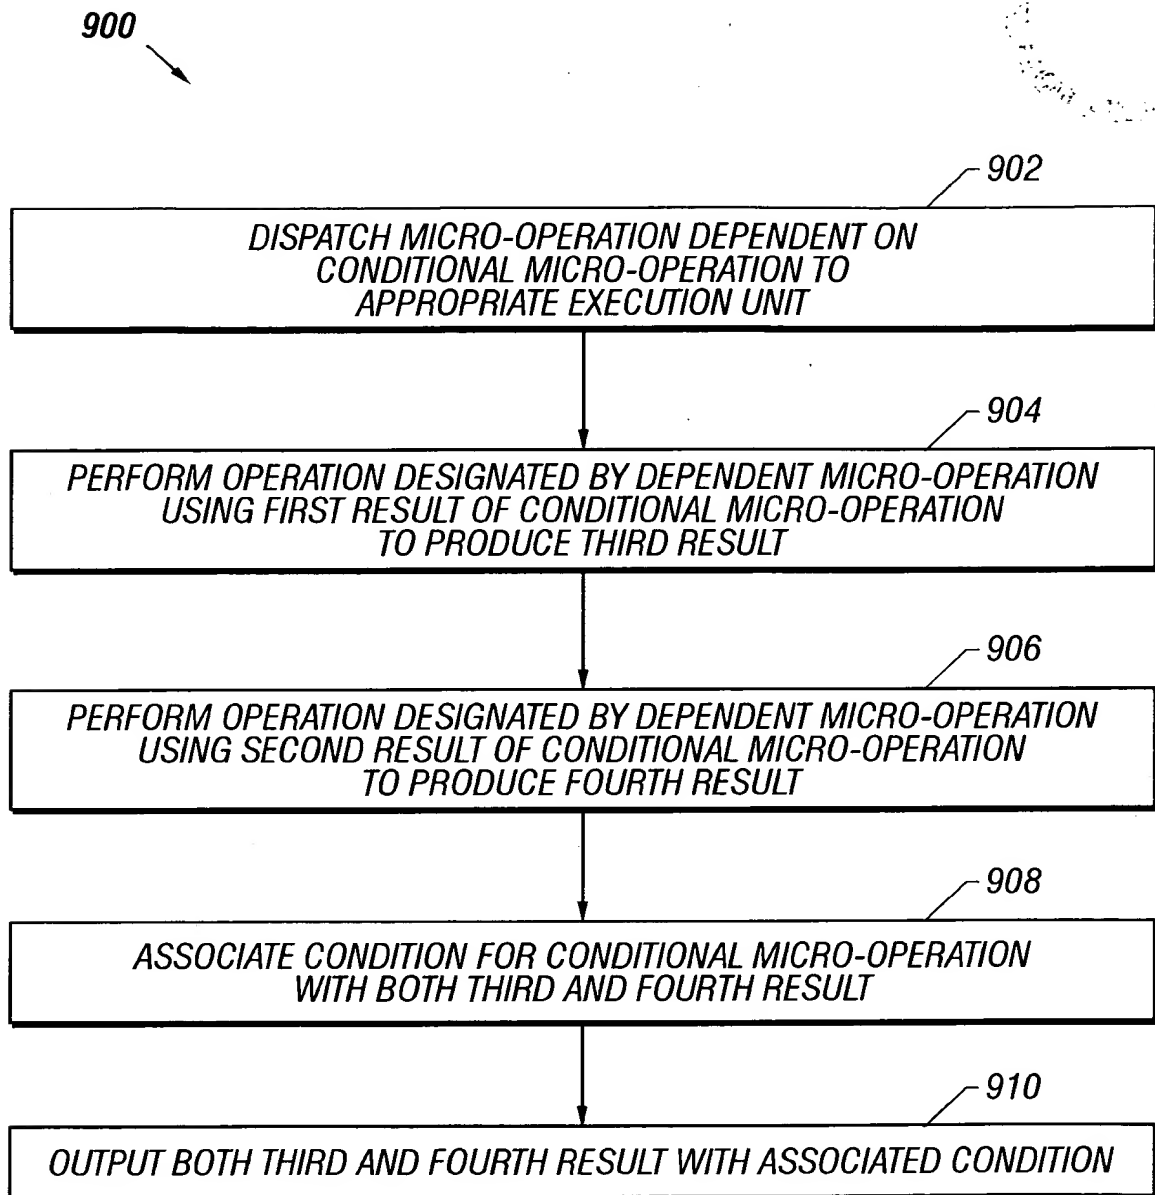 900
902
DISPATCH MICRO-OPERATION DEPENDENT ON
CONDITIONAL MICRO-OPERATION TO
APPROPRIATE EXECUTION UNIT
904
PERFORM OPERATION DESIGNATED BY DEPENDENT MICRO-OPERATION
USING FIRST RESULT OF CONDITIONAL MICRO-OPERATION
TO PRODUCE THIRD RESULT
906
PERFORM OPERATION DESIGNATED BY DEPENDENT MICRO-OPERATION
USING SECOND RESULT OF CONDITIONAL MICRO-OPERATION
TO PRODUCE FOURTH RESULT
908
ASSOCIATE CONDITION FOR CONDITIONAL MICRO-OPERATION
WITH BOTH THIRD AND FOURTH RESULT
910
OUTPUT BOTH THIRD AND FOURTH RESULT WITH ASSOCIATED CONDITION